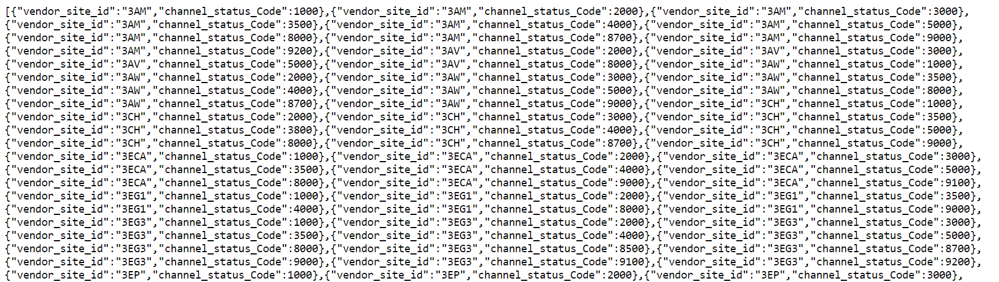 [{"vendor_site_id":"3AM","channel_status_Code":1000},{"vendor_site_id":"3AM","channel_status_Code":2000},{"vendor_site_id":"3AM","channel_status_Code":3000},
{"vendor_site_id":"3AM","channel_status_Code":3500},{"vendor_site_id":"3AM","channel_status_Code":4000},{"vendor_site_id":"3AM","channel_status_Code":5000},
{"vendor_site_id":"3AM","channel_status_Code":8000},{"vendor_site_id":"3AM","channel_status_Code":8700},{"vendor_site_id":"3AM","channel_status_Code":9000},
{"vendor_site_id":"3AM","channel_status_Code":9200},{"vendor_site_id":"3AV","channel_status_Code":2000},{"vendor_site_id":"3AV","channel_status_Code":3000},
{"vendor_site_id":"3AV","channel_status_Code":5000},{"vendor_site_id":"3AV","channel_status_Code":8000},{"vendor_site_id":"3AW","channel_status_Code":1000},
{"vendor_site_id":"3AW","channel_status_Code":2000},{"vendor_site_id":"3AW","channel_status_Code":3000},{"vendor_site_id":"3AW","channel_status_Code":3500},
{"vendor_site_id":"3AW","channel_status_Code":4000},{"vendor_site_id":"3AW","channel_status_Code":5000},{"vendor_site_id":"3AW","channel_status_Code":8000},
{"vendor_site_id":"3AW","channel_status_Code":8700},{"vendor_site_id":"3AW","channel_status_Code":9000},{"vendor_site_id":"3CH","channel_status_Code":1000},
{"vendor_site_id":"3CH","channel_status_Code":2000},{"vendor_site_id":"3CH","channel_status_Code":3000},{"vendor_site_id":"3CH","channel_status_Code":3500},
{"vendor_site_id":"3CH","channel_status_Code":3800},{"vendor_site_id":"3CH","channel_status_Code":4000},{"vendor_site_id":"3CH","channel_status_Code":5000},
{"vendor_site_id":"3CH","channel_status_Code":8000},{"vendor_site_id":"3CH","channel_status_Code":8700},{"vendor_site_id":"3CH","channel_status_Code":9000},
{"vendor_site_id":"3ECA","channel_status_Code":1000},{"vendor_site_id":"3ECA","channel_status_Code":2000},{"vendor_site_id":"3ECA","channel_status_Code":3000},
{"vendor_site_id":"3ECA","channel_status_Code":3500},{"vendor_site_id":"3ECA","channel_status_Code":4000},{"vendor_site_id":"3ECA","channel_status_Code":5000},
{"vendor_site_id":"3ECA","channel_status_Code":8000},{"vendor_site_id":"3ECA","channel_status_Code":9000},{"vendor_site_id":"3ECA","channel_status_Code":9100},
{"vendor_site_id":"3EG1","channel_status_Code":1000},{"vendor_site_id":"3EG1","channel_status_Code":2000},{"vendor_site_id":"3EG1","channel_status_Code":3500},
{"vendor_site_id":"3EG1","channel_status_Code":4000},{"vendor_site_id":"3EG1","channel_status_Code":8000},{"vendor_site_id":"3EG1","channel_status_Code":9000},
{"vendor_site_id":"3EG3","channel_status_Code":1000},{"vendor_site_id":"3EG3","channel_status_Code":2000},{"vendor_site_id":"3EG3","channel_status_Code":3000},
{"vendor_site_id":"3EG3","channel_status_Code":3500},{"vendor_site_id":"3EG3","channel_status_Code":4000},{"vendor_site_id":"3EG3","channel_status_Code":5000},
{"vendor_site_id":"3EG3","channel_status_Code":8000},{"vendor_site_id":"3EG3","channel_status_Code":8500},{"vendor_site_id":"3EG3","channel_status_Code":8700},
{"vendor_site_id":"3EG3","channel_status_Code":9000},{"vendor_site_id":"3EG3","channel_status_Code":9100},{"vendor_site_id":"3EG3","channel_status_Code":9200},
{"vendor_site_id":"3EP","channel_status_Code":1000},{"vendor_site_id":"3EP","channel_status_Code":2000},{"vendor_site_id":"3EP","channel_status_Code":3000},